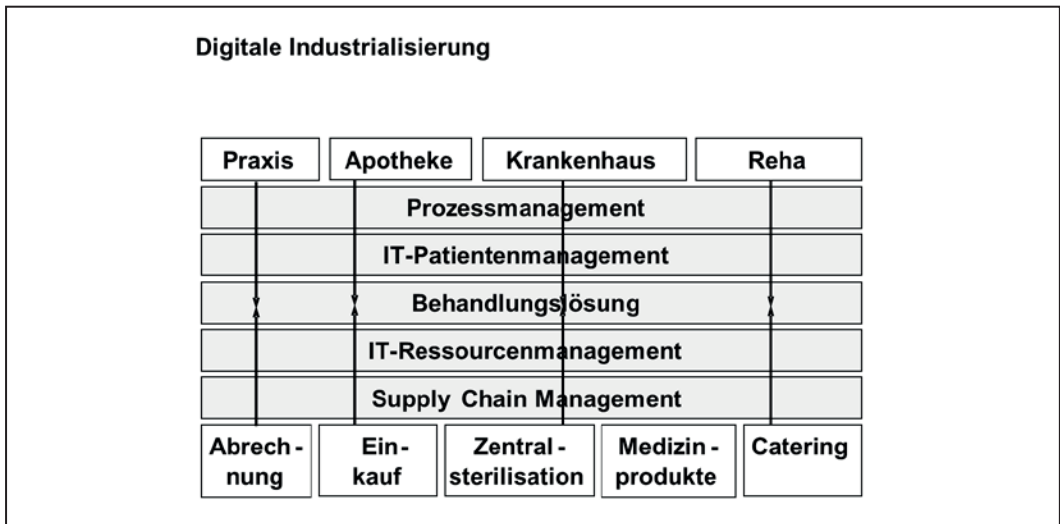 Digitale Industrialisierung
Praxis Apotheke Krankenhaus Reha
Prozessmanagement
IT-Patientenmanagement
Behandlungslösung
IT-Ressourcenmanagement
Supply Chain Management
Abrech-
nung
Ein-
kauf
Zentral-
sterilisation
Medizin-
produkte
Catering